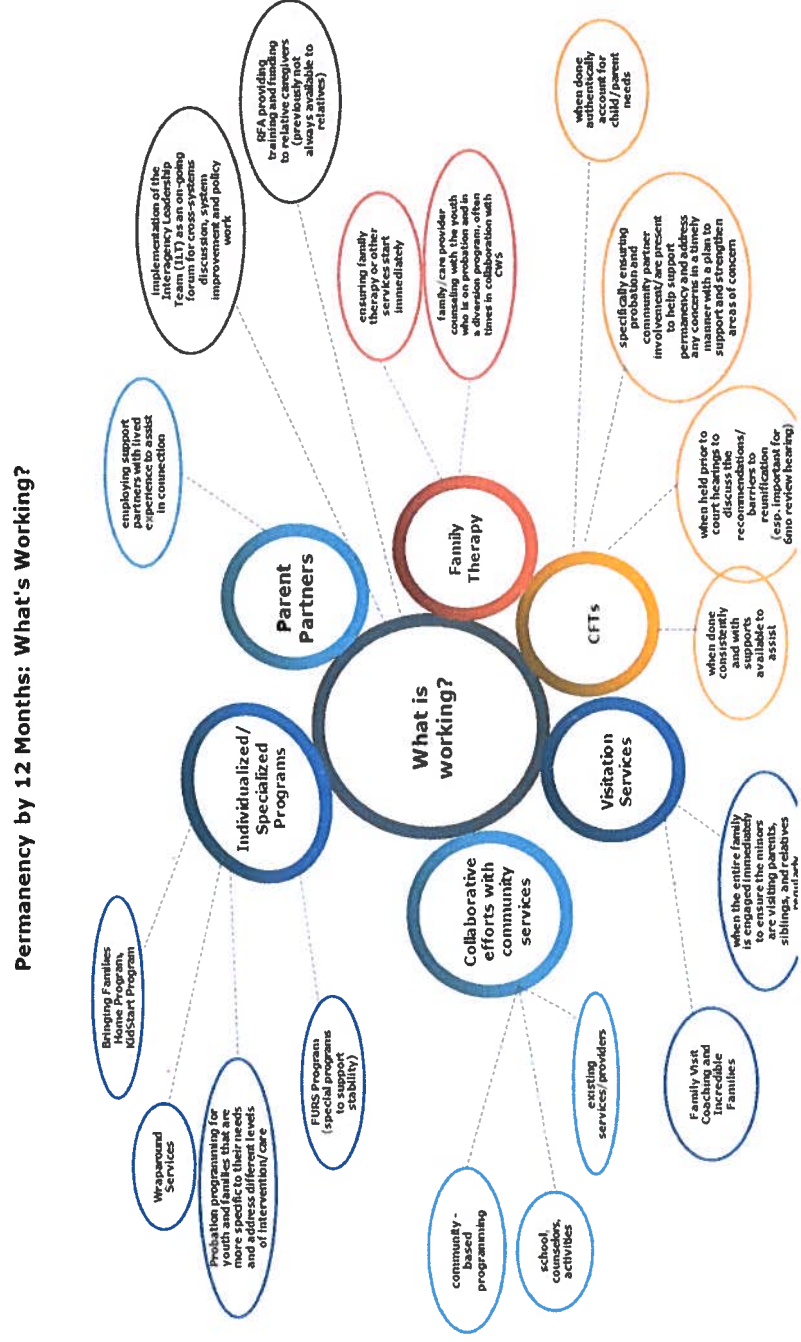 Permanency by 12 Months: What's Working?
Bringing Families
Home Program,
KidStart Program
Wraparound
Services
Probation programming for
youth and families that are
more specific to their needs
and address different levels
of intervention/care
FURS Program
(special programs
to support
stability)
Individualized/
Specialized
Programs
employing support
partners with lived
experience to assist
in connection
Parent
Partners
Implementation of the
Interagency Leadership
Team (ILT) as an on-going
forum for cross-systems
discussion, system
improvement and policy
work
RFA providing
training and funding
to relative caregivers
(previously not
always available to
relatives)
What is
working?
ensuring family
therapy or other
services start
immediately
family/care provider
counseling with the youth
who is on probation and in
a diversion program, often
times in collaboration with
CWS
Family
Therapy
Collaborative
efforts with
community
services
community-
based
programming
school,
counselors,
activities
existing
services/providers
Visitation
Services
Family Visit
Coaching and
Incredible
Families
when the entire family
is engaged immediately
to ensure the minors
are visiting parents,
siblings, and relatives
regularly
CFTs
when done
consistently
and with
supports
available to
assist
when held prior to
court hearings to
discuss the
recommendations/
barriers to
reunification
(esp. important for
6mo review hearing)
specifically ensuring
probation and
community partner
involvement/are present
to help support
permanency and address
any concerns in a timely
manner with a plan to
support and strengthen
areas of concern
when done
authentically
account for
child/parent
needs